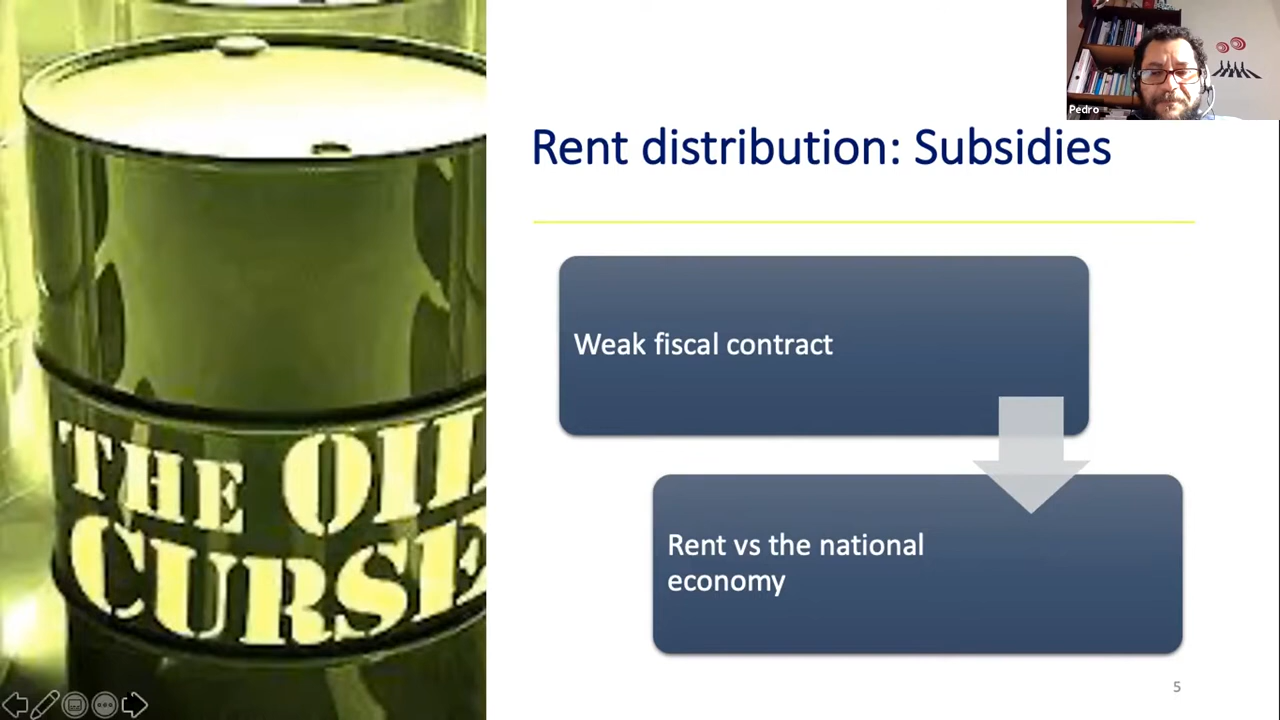 Pedro
Rent distribution: Subsidies
Weak fiscal contract
Rent vs the national
economy
THE OIL
CURSE
5